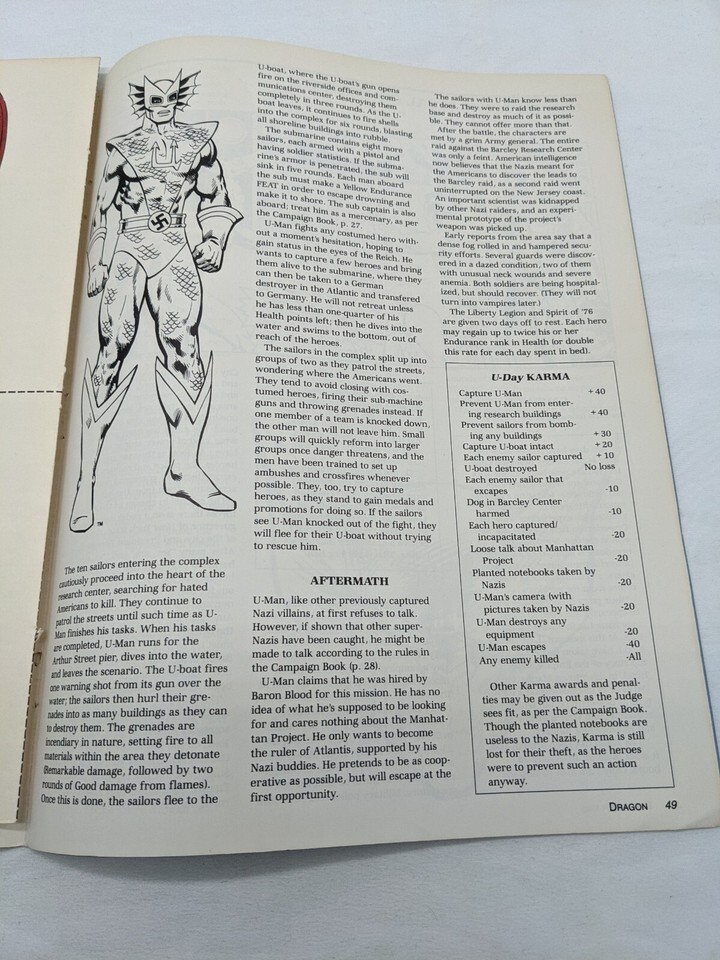 The ten sailors entering the complex
cautiously proceed into the heart of the
research center, searching for hated
Americans to kill. They continue to
patrol the streets until such time as U-
Man finishes his tasks. When his tasks
are completed, U-Man runs for the
Arthur Street pier, dives into the water,
and leaves the scenario. The U-boat fires
one warning shot from its gun over the
water; the sailors then hurl their gre-
nades into as many buildings as they can
to destroy them. The grenades are
incendiary in nature, setting fire to all
materials within the area they detonate
(Remarkable damage, followed by two
rounds of Good damage from flames).
Once this is done, the sailors flee to the
TM
U-boat, where the U-boat's gun opens
fire on the riverside offices and com-
munications center, destroying them
completely in three rounds. As the U-
boat leaves, it continues to fire shells
into the complex for six rounds, blasting
all shoreline buildings into rubble.
The submarine contains eight more
sailors, each armed with a pistol and
having soldier statistics. If the subma-
rine's armor is penetrated, the sub will
sink in five rounds. Each man aboard
the sub must make a Yellow Endurance
FEAT in order to escape drowning and
make it to shore. The sub captain is also
aboard; treat him as a mercenary, as per
the Campaign Book, p. 27.
U-Man fights any costumed hero with-
out a moment's hesitation, hoping to
gain status in the eyes of the Reich. He
wants to capture a few heroes and bring
them alive to the submarine, where they
can then be taken to a German
destroyer in the Atlantic and transferred
to Germany. He will not retreat unless
he has less than one-quarter of his
Health points left; then he dives into the
water and swims to the bottom, out of
reach of the heroes.
The sailors in the complex split up into
groups of two as they patrol the streets,
wondering where the Americans went.
They tend to avoid closing with cos-
tumed heroes, firing their sub-machine
guns and throwing grenades instead. If
one member of a team is knocked down,
the other man will not leave him. Small
groups will quickly reform into larger
groups once danger threatens, and the
men have been trained to set up
ambushes and crossfires whenever
possible. They, too, try to capture
heroes, as they stand to gain medals and
promotions for doing so. If the sailors
see U-Man knocked out of the fight, they
will flee for their U-boat without trying
to rescue him.
AFTERMATH
U-Man, like other previously captured
Nazi villains, at first refuses to talk.
However, if shown that other super-
Nazis have been caught, he might be
made to talk according to the rules in
the Campaign Book (p. 28).
U-Man claims that he was hired by
Baron Blood for this mission. He has no
idea of what he's supposed to be looking
for and cares nothing about the Manhat-
tan Project. He only wants to become
the ruler of Atlantis, supported by his
Nazi buddies. He pretends to be as coop-
erative as possible, but will escape at the
first opportunity.
The sailors with U-Man know less than
he does. They were to raid the research
base and destroy as much of it as possi-
ble. They cannot offer more than that.
After the battle, the characters are
met by a grim Army general. The entire
raid against the Barcley Research Center
was only a feint. American intelligence
now believes that the Nazis meant for
the Americans to discover the leads to
the Barcley raid, as a second raid went
uninterrupted on the New Jersey coast.
An important scientist was kidnapped
by other Nazi raiders, and an experi-
mental prototype of the project's
weapon was picked up.
Early reports from the area say that a
dense fog rolled in and hampered secu-
rity efforts. Several guards were discov-
ered in a dazed condition, two of them
with unusual neck wounds and severe
anemia. Both soldiers are being hospital-
ized, but should recover. (They will not
turn into vampires later.)
The Liberty Legion and Spirit of '76
are given two days off to rest. Each hero
may regain up to twice his or her
Endurance rank in Health (or double
this rate for each day spent in bed).
U-Day KARMA
Capture U-Man +40
Prevent U-Man from enter-
ing research buildings +40
Prevent sailors from bomb-
ing any buildings +30
Capture U-boat intact +20
Each enemy sailor captured +10
U-boat destroyed No loss
Each enemy sailor that
escapes -10
Dog in Barcley Center
harmed -10
Each hero captured/
incapacitated -20
Loose talk about Manhattan
Project -20
Planted notebooks taken by
Nazis -20
U-Man's camera (with
pictures taken by Nazis -20
U-Man destroys any
equipment -20
U-Man escapes -40
Any enemy killed -All
Other Karma awards and penal-
ties may be given out as the Judge
sees fit, as per the Campaign Book.
Though the planted notebooks are
useless to the Nazis, Karma is still
lost for their theft, as the heroes
were to prevent such an action
anyway.
DRAGON 49